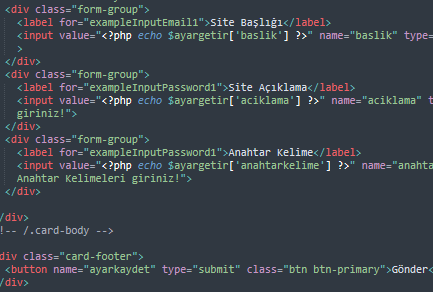 <div class="form-group">
<label for="exampleInputEmail1">Site Başlığı</label>
<input value="<?php echo $ayargetir['baslik'] ?>" name="baslik" type=
>
</div>
<div class="form-group">
<label for="exampleInputPassword1">Site Açıklama</label>
<input value="<?php echo $ayargetir['aciklama'] ?>" name="aciklama" t
giriniz!">
</div>
<div class="form-group">
<label for="exampleInputPassword1">Anahtar Kelime</label>
<input value="<?php echo $ayargetir['anahtarkelime'] ?>" name="anahta
Anahtar Kelimeleri giriniz!">
</div>
/div>
!-- /.card-body -->
div class="card-footer">
<button name="ayarkaydet" type="submit" class="btn btn-primary">Gönder<
/div>